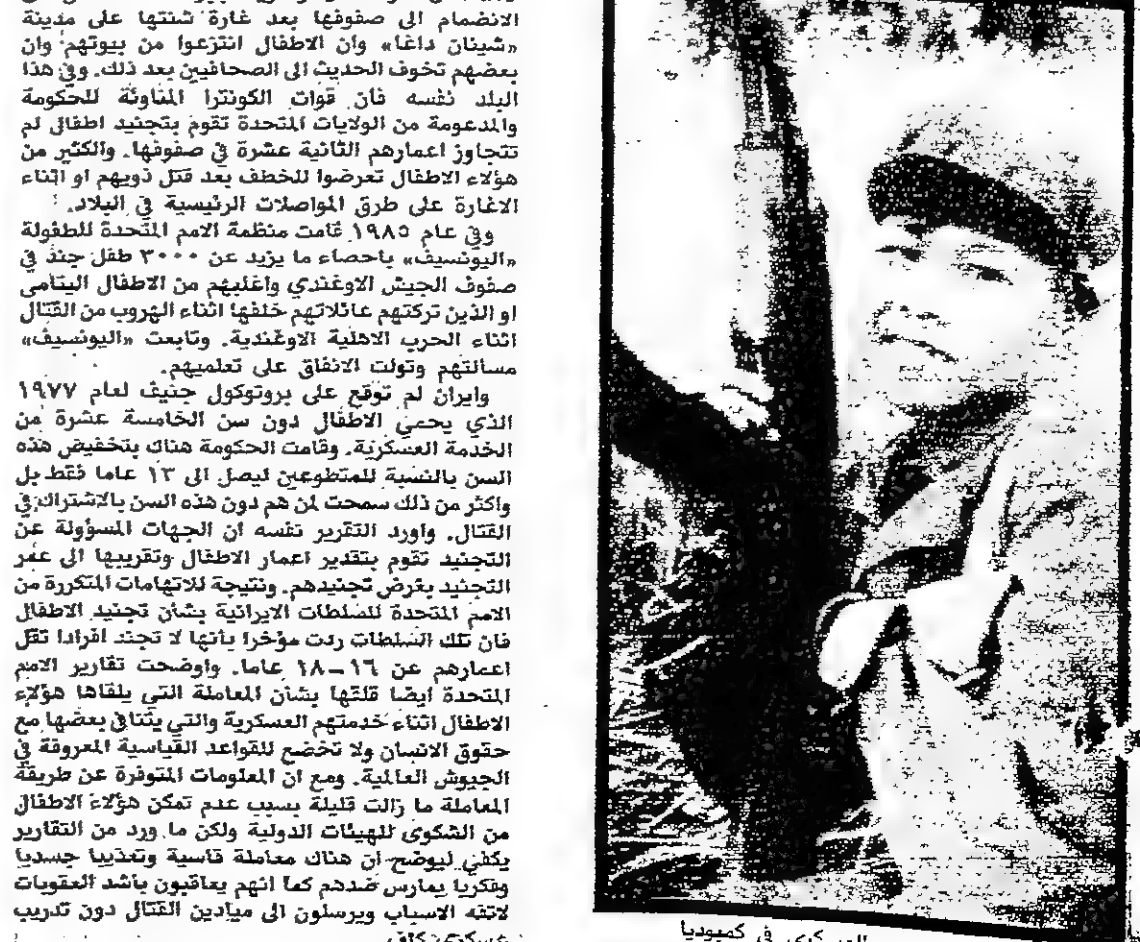 الانضمام الى صفوفها بعد غارة شنتها على مدينة
«شينان داغا» وان الاطفال انتزعوا من بيوتهم وان
بعضهم تخوف الحديث الى الصحافيين بعد ذلك. وفي هذا
البلد نفسه فأن قوات الكونترا المناوئة للحكومة
والمدعومة من الولايات المتحدة تقوم بتجنيد اطفال لم
تتجاوز اعمارهم الثانية عشرة في صفوفها. والكثير من
هؤلاء الاطفال تعرضوا للخطف بعد قتل ذويهم او اثناء
الاغارة على طرق المواصلات الرئيسية في البلاد.
وفي عام ١٩٨٥ قامت منظمة الامم المتحدة للطفولة
«اليونسيف» باحصاء ما يزيد عن ٣٠٠٠ طفل جند في
صفوف الجيش الاوغندي واغلبهم من الاطفال اليتامى
او الذين تركتهم عائلاتهم خلفها اثناء الهروب من القتال
اثناء الحرب الاهلية الاوغندية. وتابعت «اليونسيف»
مسالتهم وتولت الانفاق على تعلميهم.
وايران لم توقع على بروتوكول جنيف لعام ١٩٧٧
الذي يحمي الاطفال دون سن الخامسة عشرة من
الخدمة العسكرية. وقامت الحكومة هناك بتخفيض هذه
السن بالنسبة للمتطوعين ليصل الى ١٣ عاما فقط بل
واكثر من ذلك سمحت لمن هم دون هذه السن بالاشتراك في
القتال. واورد التقرير نفسه ان الجهات المسؤولة عن
التجنيد تقوم بتقدير اعمار الاطفال وتقريبها الى عمر
التجنيد بغرض تجنيدهم. ونتيجة للاتهامات المتكررة من
الامم المتحدة للسلطات الايرانية بشأن تجنيد الاطفال
فان تلك السلطات ردت مؤخرا بأنها لا تجند افرادا تقل
اعمارهم عن ١٦–١٨ عاما. واوضحت تقارير الامم
المتحدة ايضا قلقها بشأن المعاملة التي يلقاها هؤلاء
الاطفال اثناء خدمتهم العسكرية والتي يتنافى بعضها مع
حقوق الانسان ولا تخضع للقواعد القياسية المعروفة في
الجيوش العالمية. ومع ان المعلومات المتوفرة عن طريقة
المعاملة ما زالت قليلة بسبب عدم تمكن هؤلاء الاطفال
من الشكوى للهيئات الدولية ولكن ما ورد من التقارير
يكفي ليوضح ان هناك معاملة قاسية وتعذيبا جسديا
وفكريا يمارس ضدهم كما انهم يعاقبون بأشد العقوبات
لاتفه الاسباب ويرسلون الى ميادين القتال دون تدريب
في كمبوديا